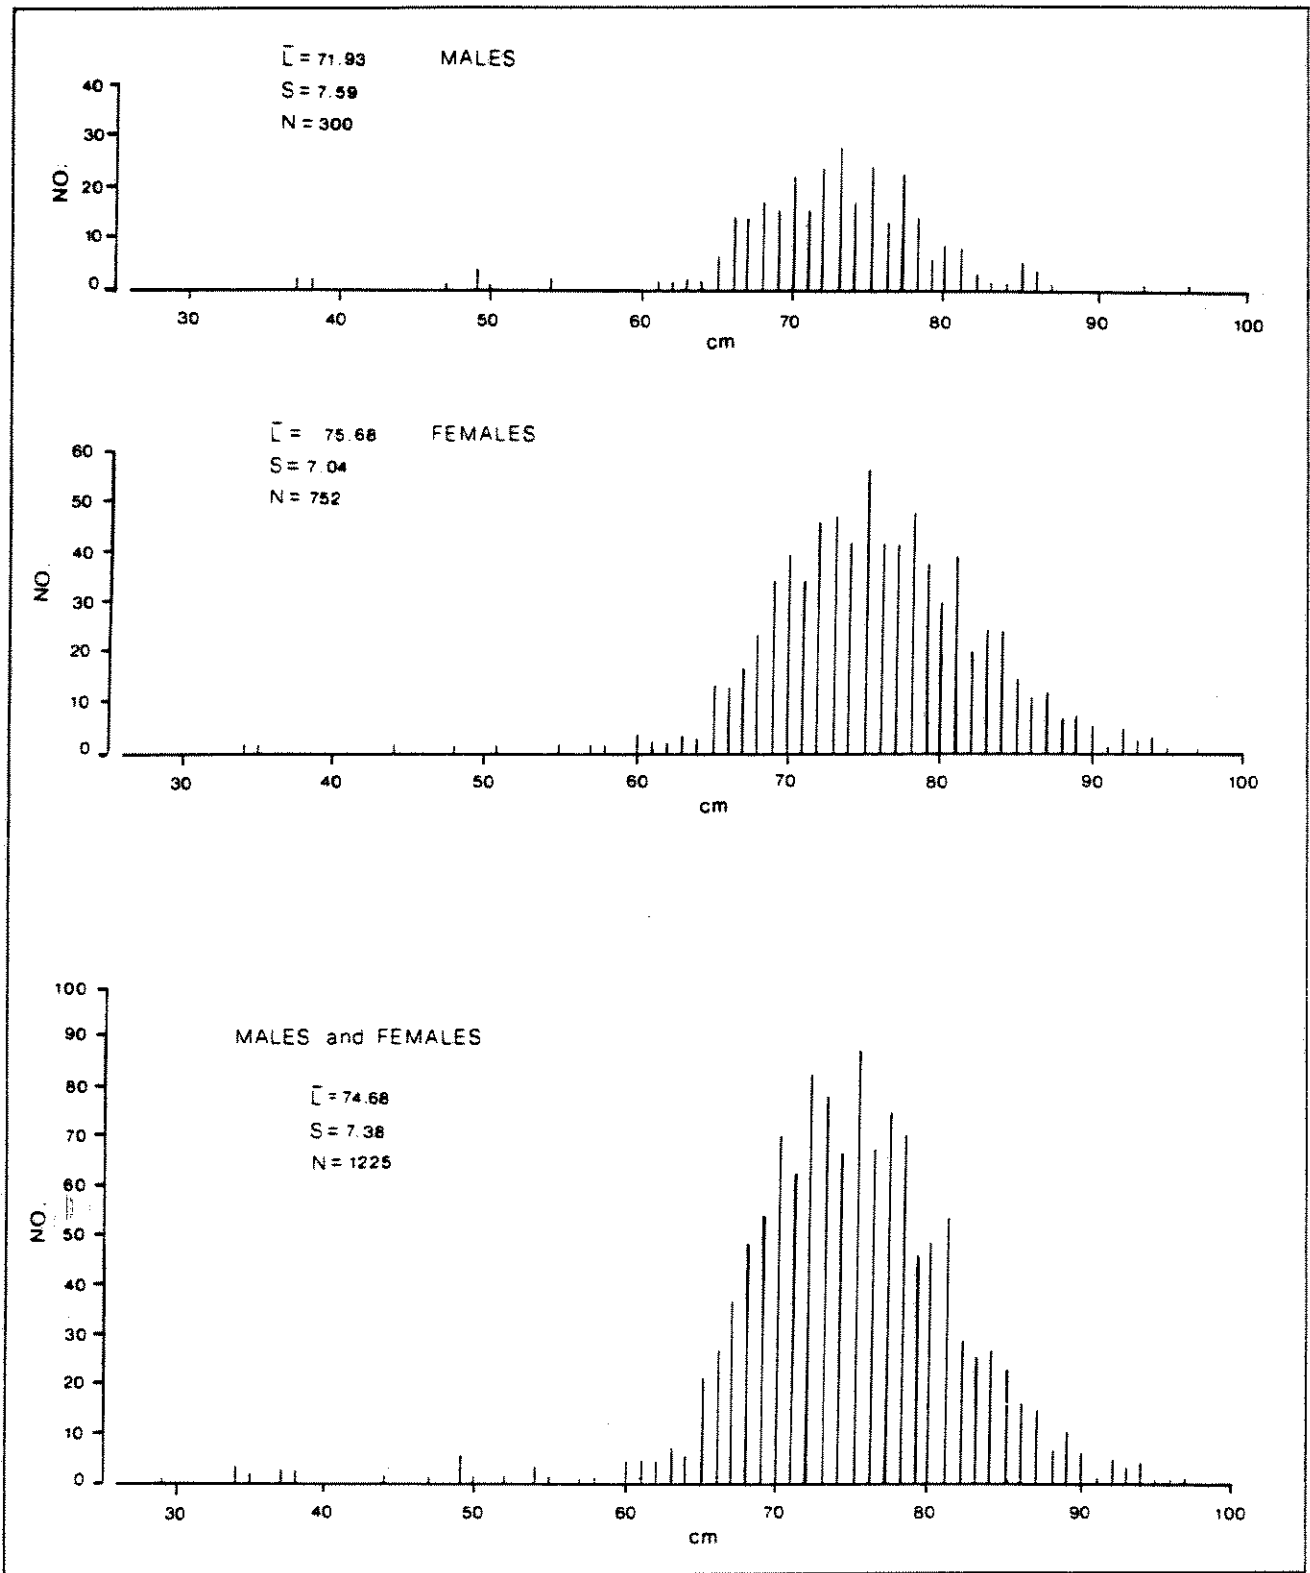 L̄ = 71.93 MALES
S = 7.59
N = 300
40
30
20
10
0
NO.
30 40 50 60 70 80 90 100
cm
L̄ = 75.68 FEMALES
S = 7.04
N = 752
60
50
40
30
20
10
0
NO.
30 40 50 60 70 80 90 100
cm
100
90
80
70
60
50
40
30
20
10
0
NO.
MALES and FEMALES
L̄ = 74.68
S = 7.38
N = 1225
30 40 50 60 70 80 90 100
cm